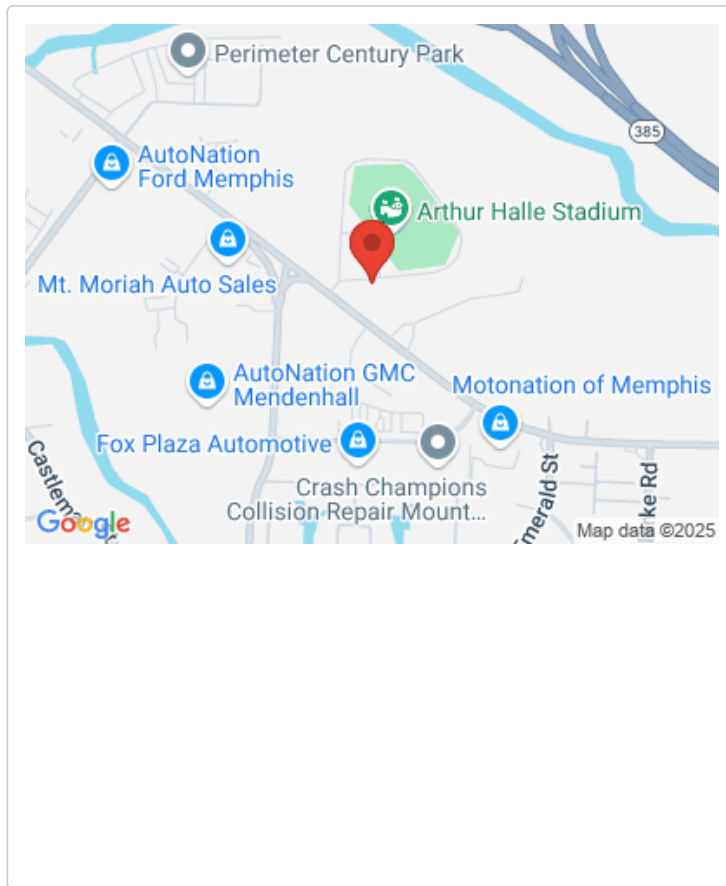 Perimeter Century Park
385
AutoNation
Ford Memphis
Arthur Halle Stadium
Mt. Moriah Auto Sales
AutoNation GMC
Mendenhall
Motonation of Memphis
Fox Plaza Automotive
Crash Champions
Collision Repair Mount...
Emerald St
Google
Map data ©2025